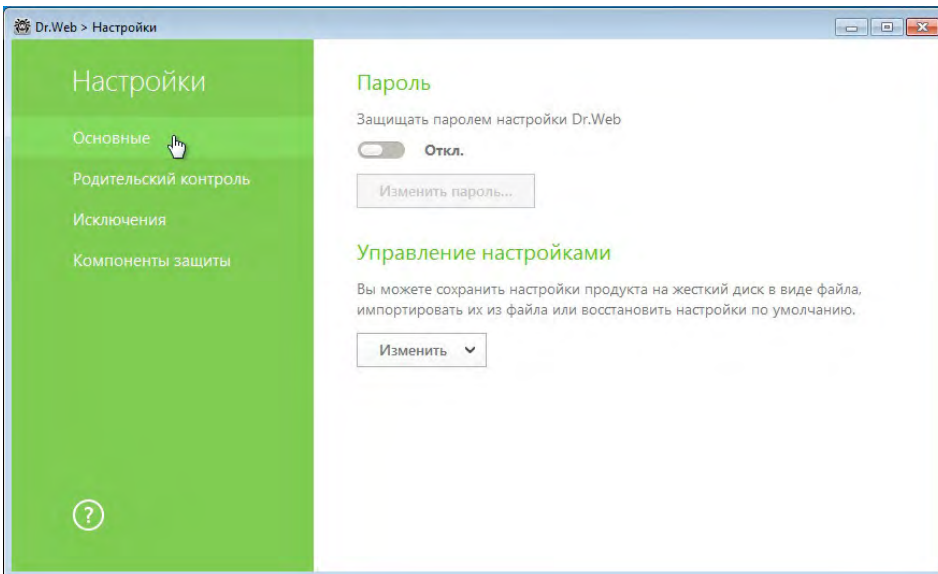 Dr.Web > Настройки
Настройки
Основные
Родительский контроль
Исключения
Компоненты защиты
?
Пароль
Защищать паролем настройки Dr.Web
Откл.
Изменить пароль...
Управление настройками
Вы можете сохранить настройки продукта на жесткий диск в виде файла,
импортировать их из файла или восстановить настройки по умолчанию.
Изменить